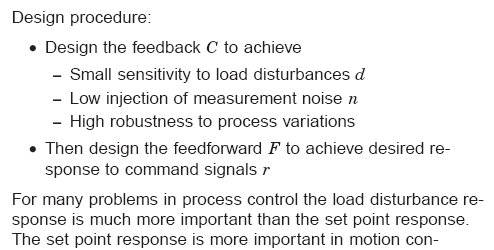 Design procedure:
• Design the feedback C to achieve
– Small sensitivity to load disturbances d
– Low injection of measurement noise n
– High robustness to process variations
• Then design the feedforward F to achieve desired re-
sponse to command signals r
For many problems in process control the load disturbance re-
sponse is much more important than the set point response.
The set point response is more important in motion con-